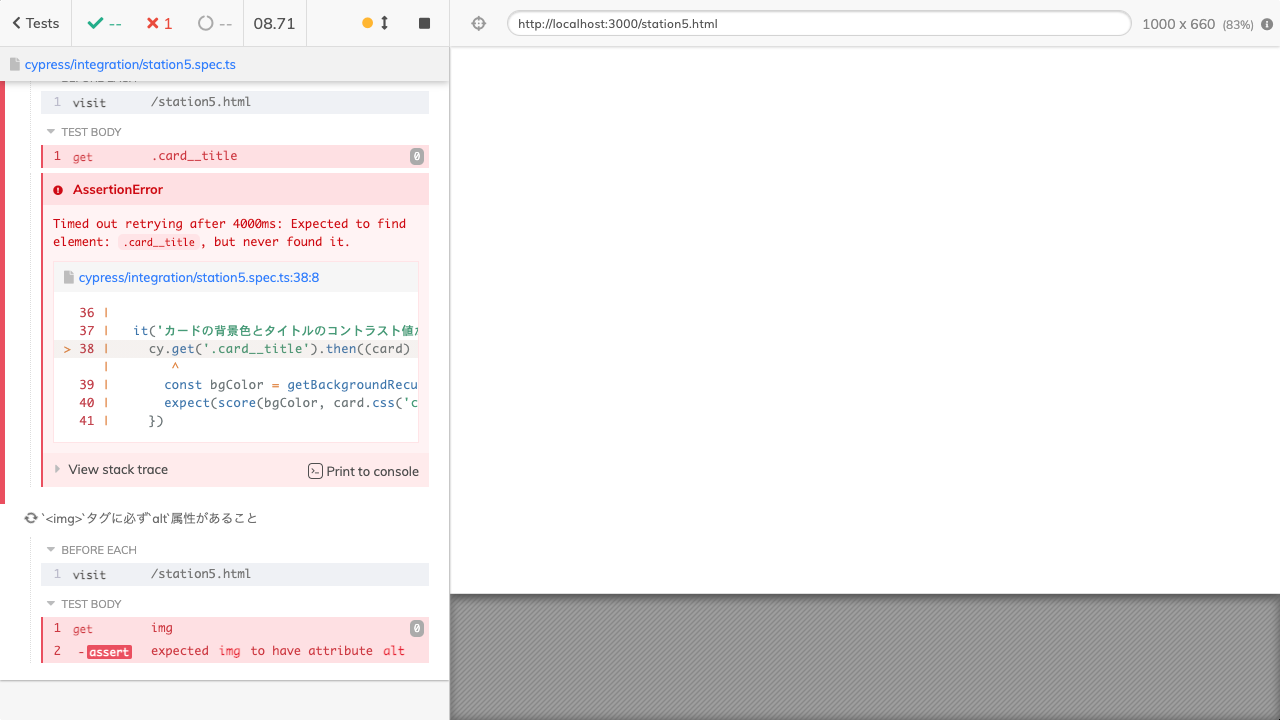 Tests
--
1
--
08.71
http://localhost:3000/station5.html
1000 x 660 (83%)
cypress/integration/station5.spec.ts
BEFORE EACH
1 visit /station5.html
TEST BODY
1 get .card__title 0
AssertionError
Timed out retrying after 4000ms: Expected to find
element: .card__title, but never found it.
cypress/integration/station5.spec.ts:38:8
36 |
37 | it('カードの背景色とタイトルのコントラスト値
> 38 | cy.get('.card__title').then((card)
| ^
39 | const bgColor = getBackgroundRecu
40 | expect(score(bgColor, card.css('c
41 | })
View stack trace
Print to console
`<img>`タグに必ず`alt`属性があること
BEFORE EACH
1 visit /station5.html
TEST BODY
1 get img 0
2 -assert expected img to have attribute alt